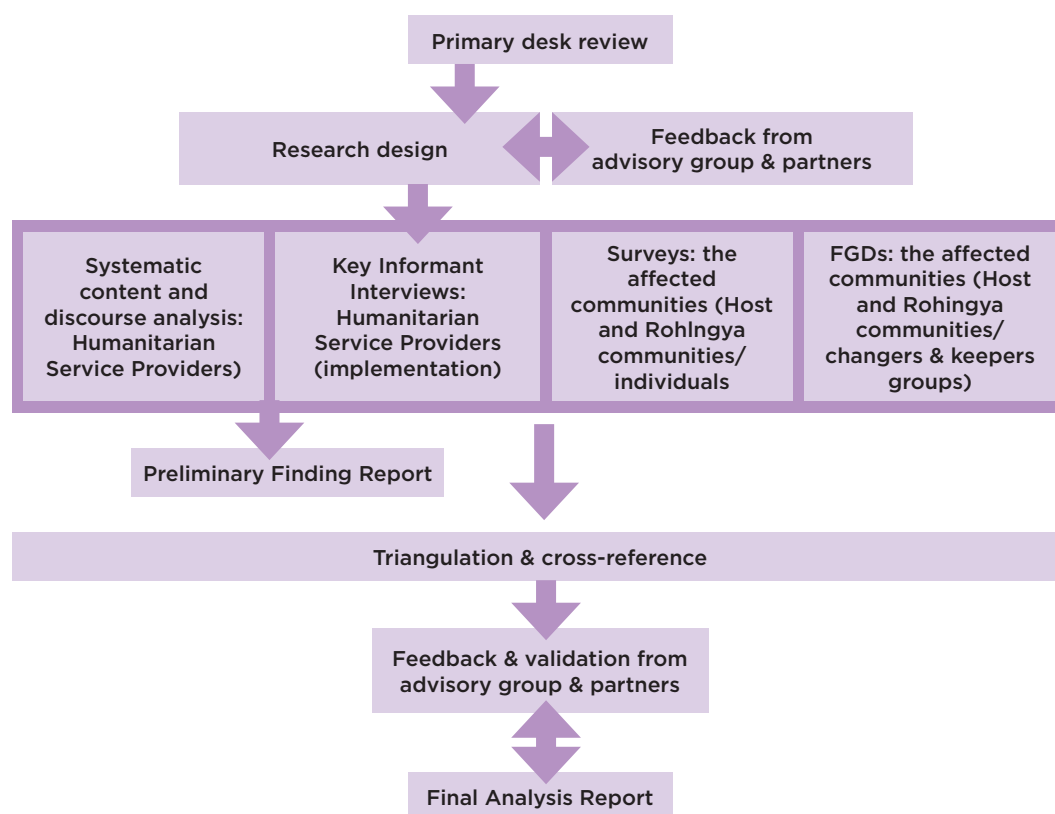 Primary desk review
Research design
Feedback from
advisory group & partners
Systematic
content and
discourse analysis:
Humanitarian
Service Providers)
Key Informant
Interviews:
Humanitarian
Service Providers
(implementation)
Surveys: the
affected
communities (Host
and RohIngya
communities/
individuals
FGDs: the affected
communities (Host
and Rohingya
communities/
changers & keepers
groups)
Preliminary Finding Report
Triangulation & cross-reference
Feedback & validation from
advisory group & partners
Final Analysis Report